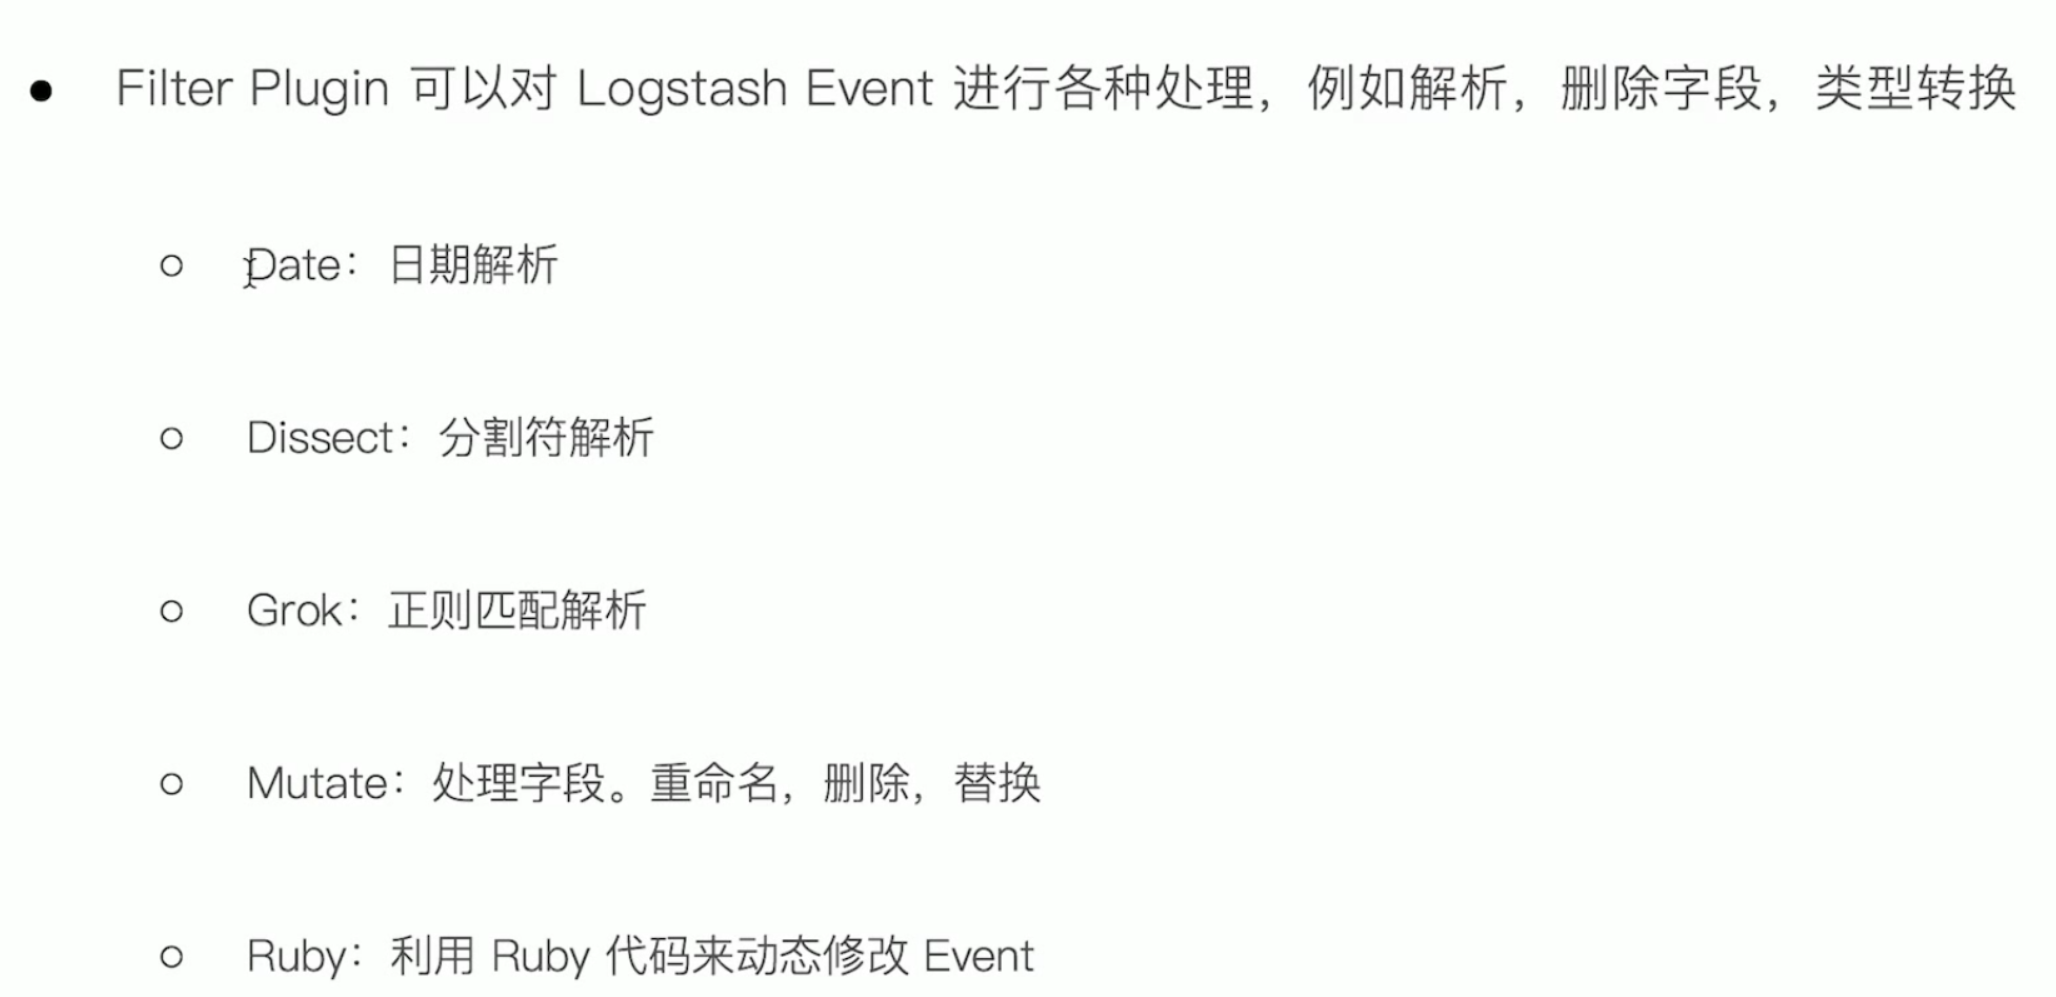 Filter Plugin 可以对 Logstash Event 进行各种处理，例如解析，删除字段，类型转换
Date：日期解析
Dissect：分割符解析
Grok：正则匹配解析
Mutate：处理字段。重命名，删除，替换
Ruby：利用 Ruby 代码来动态修改 Event